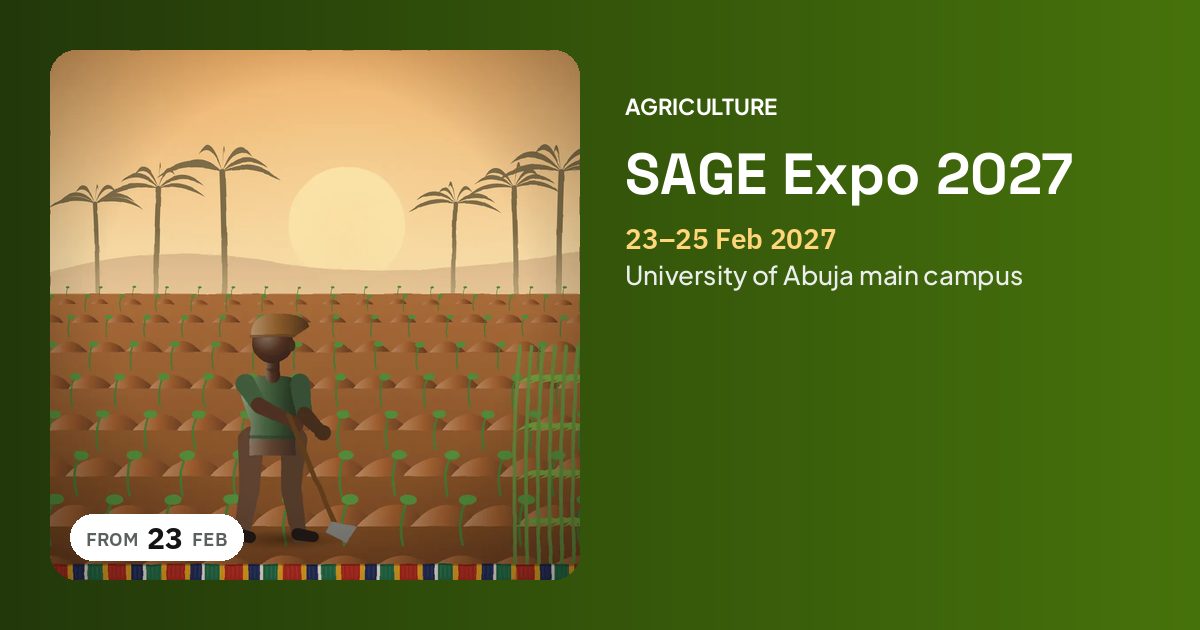 AGRICULTURE
SAGE Expo 2027
23–25 Feb 2027
University of Abuja main campus
FROM 23 FEB